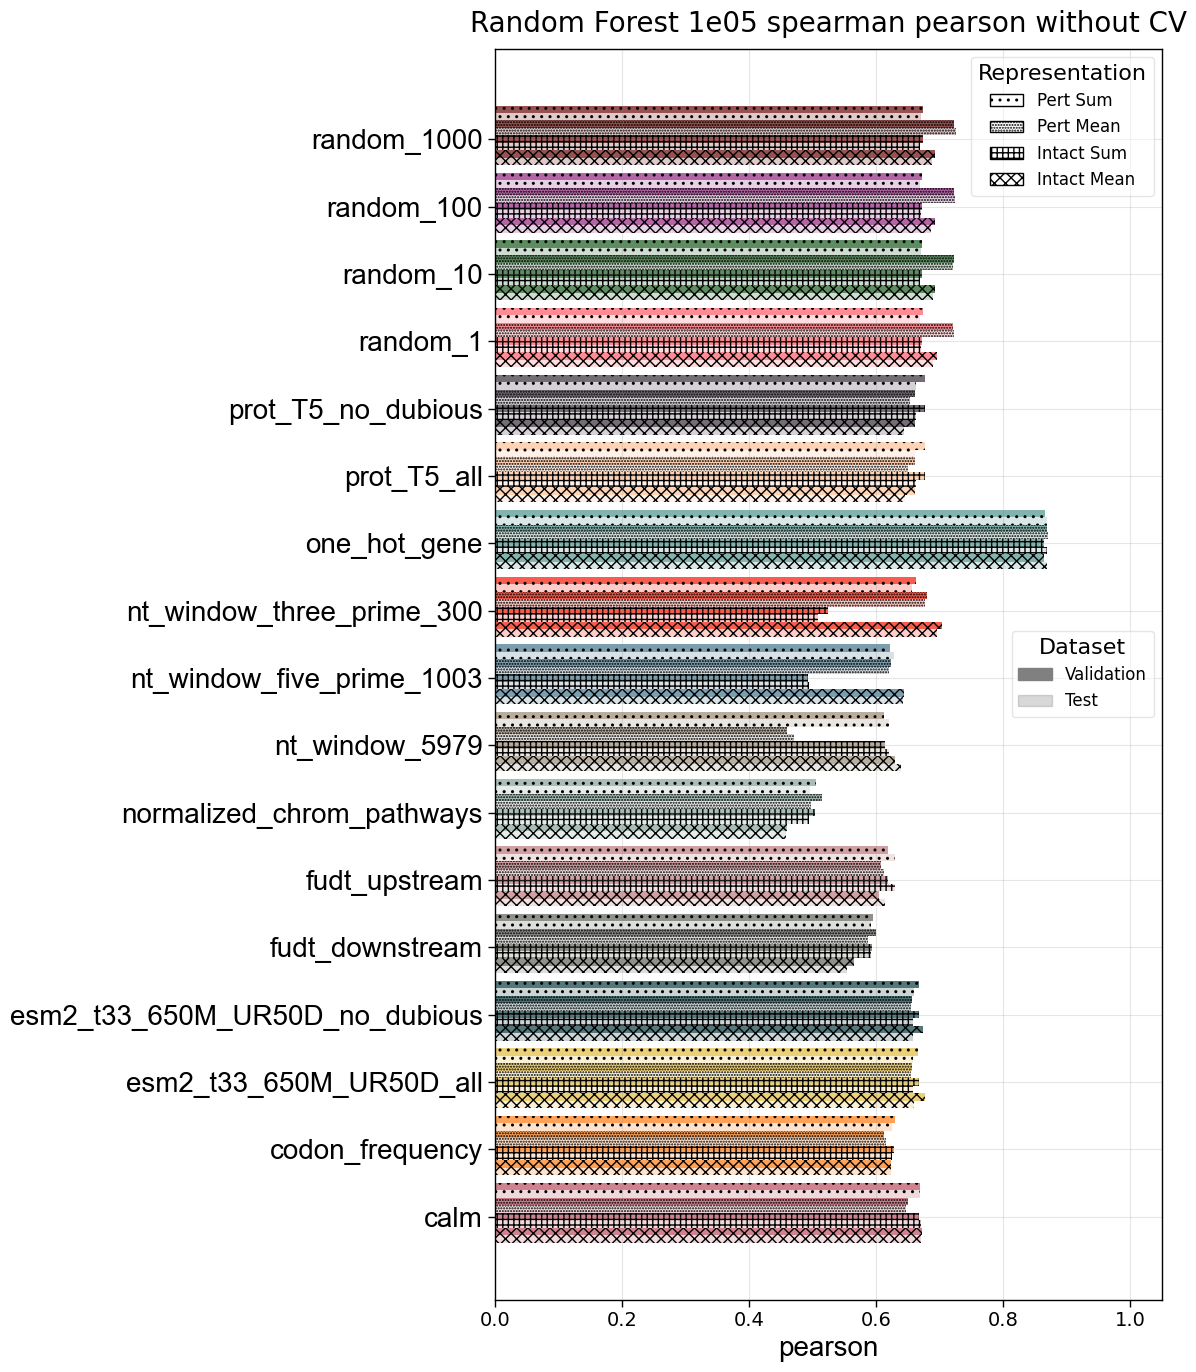 Random Forest 1e05 spearman pearson without CV
Representation
Pert Sum
Pert Mean
Intact Sum
Intact Mean
random_1000
random_100
random_10
random_1
prot_T5_no_dubious
prot_T5_all
one_hot_gene
nt_window_three_prime_300
nt_window_five_prime_1003
nt_window_5979
normalized_chrom_pathways
fudt_upstream
fudt_downstream
esm2_t33_650M_UR50D_no_dubious
esm2_t33_650M_UR50D_all
codon_frequency
calm
Dataset
Validation
Test
0.0 0.2 0.4 0.6 0.8 1.0
pearson